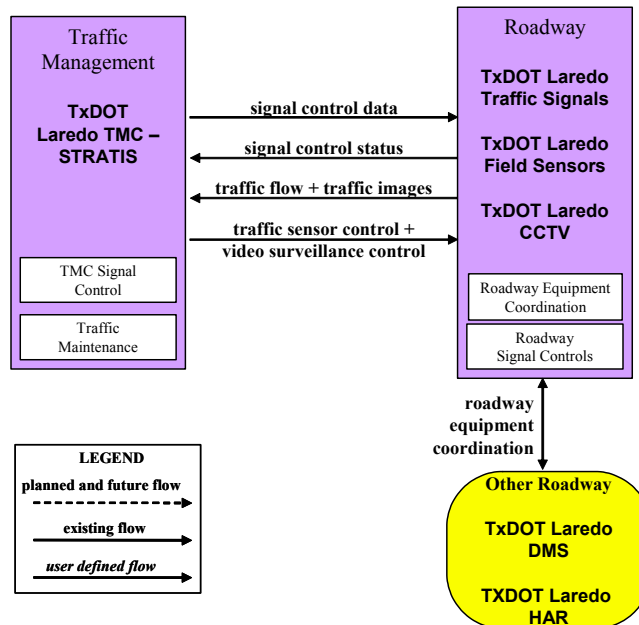 Traffic
Management
TxDOT
Laredo TMC –
STRATIS
TMC Signal
Control
Traffic
Maintenance
signal control data
signal control status
traffic flow + traffic images
traffic sensor control +
video surveillance control
Roadway
TxDOT Laredo
Traffic Signals
TxDOT Laredo
Field Sensors
TxDOT Laredo
CCTV
Roadway Equipment
Coordination
Roadway
Signal Controls
roadway
equipment
coordination
LEGEND
planned and future flow
existing flow
user defined flow
Other Roadway
TxDOT Laredo
DMS
TXDOT Laredo
HAR